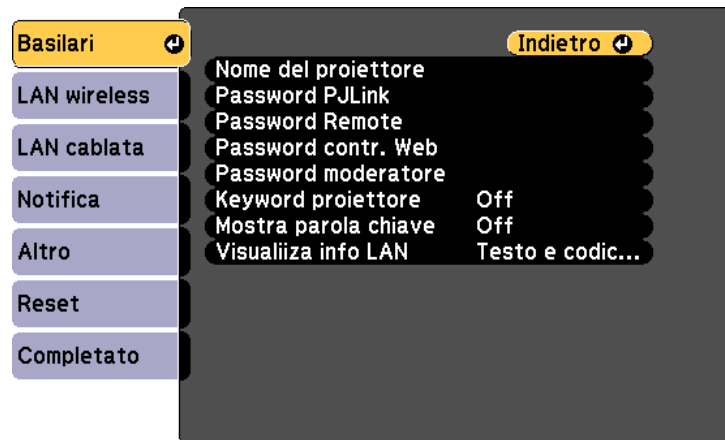 Basilari
LAN wireless
LAN cablata
Notifica
Altro
Reset
Completato
Indietro
Nome del proiettore
Password PJLink
Password Remote
Password contr. Web
Password moderatore
Keyword proiettore Off
Mostra parola chiave Off
Visualiiza info LAN Testo e codic...